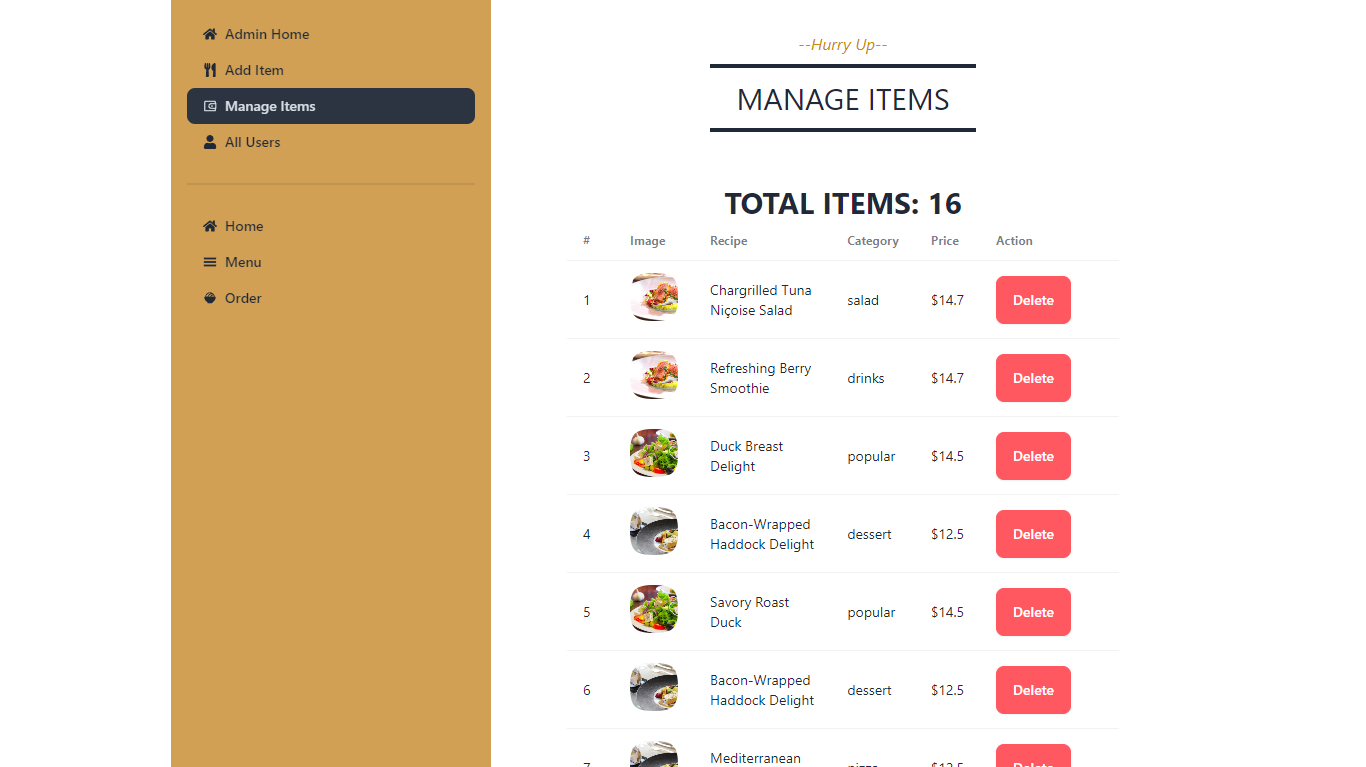 Admin Home
Add Item
Manage Items
All Users
Home
Menu
Order
--Hurry Up--
MANAGE ITEMS
TOTAL ITEMS: 16
# Image Recipe Category Price Action
1 Chargrilled Tuna Niçoise Salad salad $14.7 Delete
2 Refreshing Berry Smoothie drinks $14.7 Delete
3 Duck Breast Delight popular $14.5 Delete
4 Bacon-Wrapped Haddock Delight dessert $12.5 Delete
5 Savory Roast Duck popular $14.5 Delete
6 Bacon-Wrapped Haddock Delight dessert $12.5 Delete
7 Mediterranean pizza $12.5 Delete